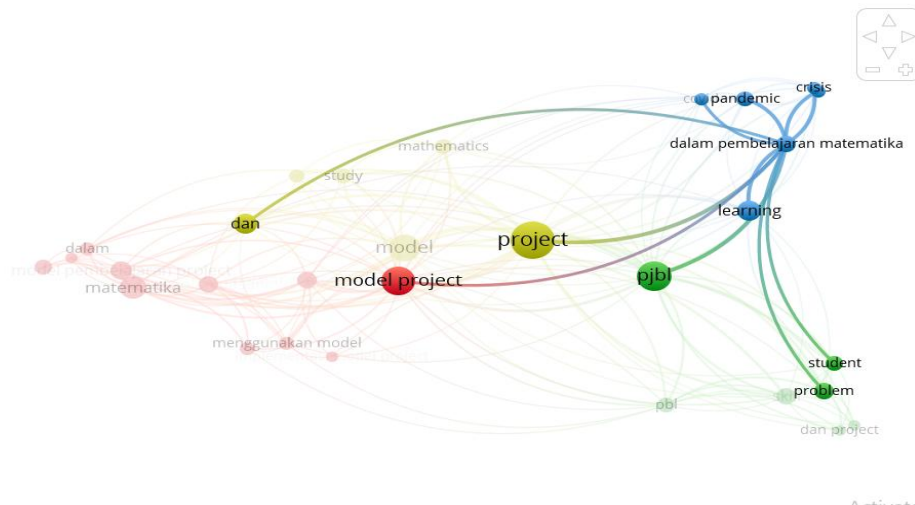 crisis
pandemic
dalam pembelajaran matematika
mathematics
study
learning
dan
project
model
dalam
pjbl
model project
matematika
menggunakan model
student
problem
pbl
dan project